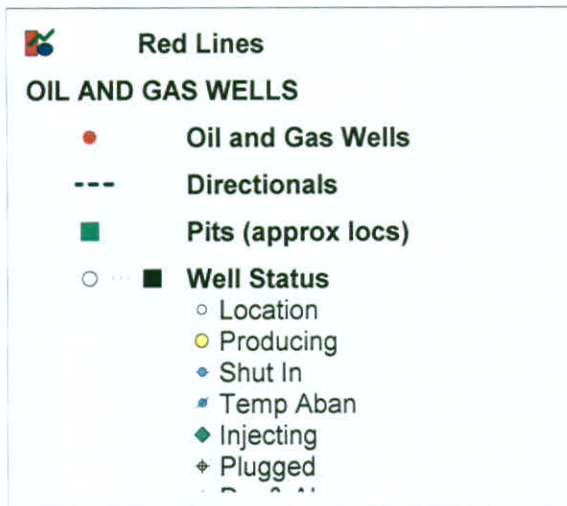 Red Lines
OIL AND GAS WELLS
Oil and Gas Wells
Directionals
Pits (approx locs)
Well Status
Location
Producing
Shut In
Temp Aban
Injecting
Plugged